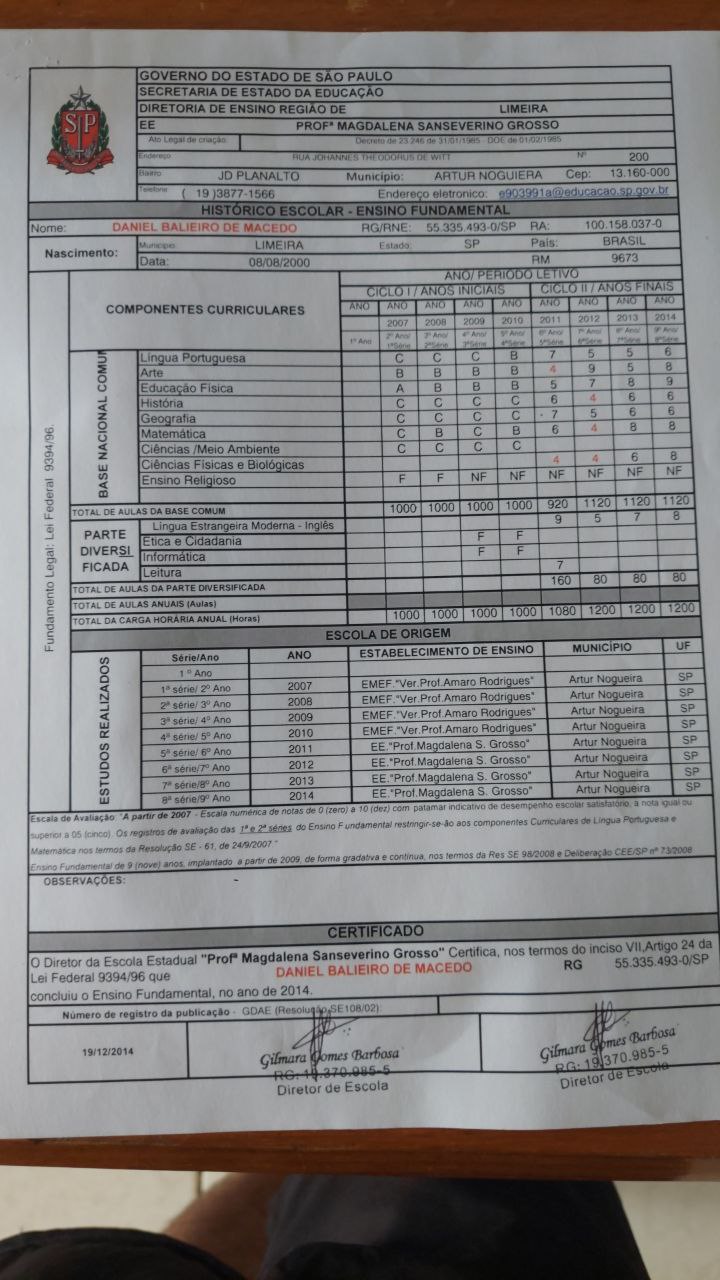 GOVERNO DO ESTADO DE SÃO PAULO
SECRETARIA DE ESTADO DA EDUCAÇÃO
DIRETORIA DE ENSINO REGIÃO DE LIMEIRA
EE PROFª MAGDALENA SANSEVERINO GROSSO
Ato Legal de criação: Decreto de 23.246 de 31/01/1985 - DOE de 01/02/1985
Endereço RUA JOHANNES THEODORUS DE WITT Nº 200
Bairro JD PLANALTO Município: ARTUR NOGUIERA Cep: 13.160-000
Telefone ( 19 )3877-1566 Endereço eletronico: e903991a@educacao.sp.gov.br
SP
HISTÓRICO ESCOLAR - ENSINO FUNDAMENTAL
Nome: DANIEL BALIEIRO DE MACEDO RG/RNE: 55.335.493-0/SP RA: 100.158.037-0
Nascimento: Município: LIMEIRA Estado: SP País: BRASIL
Data: 08/08/2000 RM 9673
Fundamento Legal: Lei Federal 9394/96.
COMPONENTES CURRICULARES
ANO/ PERIODO LETIVO
CICLO I / ANOS INICIAIS CICLO II / ANOS FINAIS
ANO ANO ANO ANO ANO ANO ANO ANO ANO
2007 2008 2009 2010 2011 2012 2013 2014
1º Ano 2º Ano/ 1ªSérie 3º Ano/ 2ªSérie 4º Ano/ 3ªSérie 5º Ano/ 4ªSérie 6º Ano/ 5ªSérie 7º Ano/ 6ªSérie 8º Ano/ 7ªSérie 9º Ano/ 8ªSérie
BASE NACIONAL COMUM
Língua Portuguesa C C C B 7 5 5 6
Arte B B B B 4 9 5 8
Educação Física A B B B 5 7 8 9
História C C C C 6 4 6 6
Geografia C C C C 7 5 6 6
Matemática C B C B 6 4 8 8
Ciências /Meio Ambiente C C C C
Ciências Físicas e Biológicas 4 4 6 8
Ensino Religioso F F NF NF NF NF NF NF
TOTAL DE AULAS DA BASE COMUM 1000 1000 1000 1000 920 1120 1120 1120
PARTE DIVERSI FICADA
Lingua Estrangeira Moderna - Inglês 9 5 7 8
Etica e Cidadania F F
Informática F F
Leitura 7
TOTAL DE AULAS DA PARTE DIVERSIFICADA 160 80 80 80
TOTAL DE AULAS ANUAIS (Aulas)
TOTAL DA CARGA HORÁRIA ANUAL (Horas) 1000 1000 1000 1000 1080 1200 1200 1200
ESTUDOS REALIZADOS
ESCOLA DE ORIGEM
Série/Ano ANO ESTABELECIMENTO DE ENSINO MUNICÍPIO UF
1 º Ano
1ª série/ 2º Ano 2007 EMEF."Ver.Prof.Amaro Rodrigues" Artur Nogueira SP
2ª série/ 3º Ano 2008 EMEF."Ver.Prof.Amaro Rodrigues" Artur Nogueira SP
3ª série/ 4º Ano 2009 EMEF."Ver.Prof.Amaro Rodrigues" Artur Nogueira SP
4ª série/ 5º Ano 2010 EMEF."Ver.Prof.Amaro Rodrigues" Artur Nogueira SP
5ª série/ 6º Ano 2011 EE."Prof.Magdalena S. Grosso" Artur Nogueira SP
6ª série/7º Ano 2012 EE."Prof.Magdalena S. Grosso" Artur Nogueira SP
7ª série/8º Ano 2013 EE."Prof.Magdalena S. Grosso" Artur Nogueira SP
8ª série/9º Ano 2014 EE."Prof.Magdalena S. Grosso" Artur Nogueira SP
Escala de Avaliação: "A partir de 2007 - Escala numérica de notas de 0 (zero) a 10 (dez) com patamar indicativo de desempenho escolar satisfatório, a nota igual ou
superior a 05 (cinco). Os registros de avaliação das 1ª e 2ª séries do Ensino Fundamental restringir-se-ão aos componentes Curriculares de Lingua Portuguesa e
Matemática nos termos da Resolução SE - 61, de 24/9/2007."
Ensino Fundamental de 9 (nove) anos, implantado a partir de 2009, de forma gradativa e continua, nos termos da Res SE 98/2008 e Deliberação CEE/SP nº 73/2008
OBSERVAÇÕES: -
CERTIFICADO
O Diretor da Escola Estadual "Profª Magdalena Sanseverino Grosso" Certifica, nos termos do inciso VII,Artigo 24 da
Lei Federal 9394/96 que DANIEL BALIEIRO DE MACEDO RG 55.335.493-0/SP
concluiu o Ensino Fundamental, no ano de 2014.
Número de registro da publicação - GDAE (Resolução SE108/02):
19/12/2014
Gilmara Gomes Barbosa
RG: 19.370.985-5
Diretor de Escola
Gilmara Gomes Barbosa
RG: 19.370.985-5
Diretor de Escola